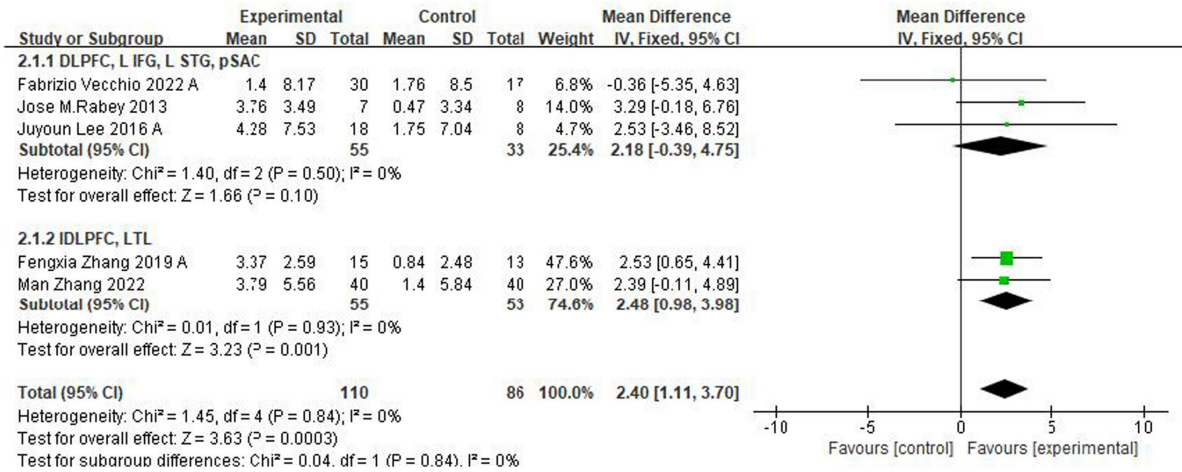 Experimental Control Mean Difference Mean Difference
Study or Subgroup Mean SD Total Mean SD Total Weight IV, Fixed, 95% CI IV, Fixed, 95% CI
2.1.1 DLPFC, L IFG, L STG, pSAC
Fabrizio Vecchio 2022 A 1.4 8.17 30 1.76 8.5 17 6.8% -0.36 [-5.35, 4.63]
Jose M.Rabey 2013 3.76 3.49 7 0.47 3.34 8 14.0% 3.29 [-0.18, 6.76]
Juyoun Lee 2016 A 4.28 7.53 18 1.75 7.04 8 4.7% 2.53 [-3.46, 8.52]
Subtotal (95% CI) 55 33 25.4% 2.18 [-0.39, 4.75]
Heterogeneity: Chi² = 1.40, df = 2 (P = 0.50); I² = 0%
Test for overall effect: Z = 1.66 (P = 0.10)
2.1.2 lDLPFC, LTL
Fengxia Zhang 2019 A 3.37 2.59 15 0.84 2.48 13 47.6% 2.53 [0.65, 4.41]
Man Zhang 2022 3.79 5.56 40 1.4 5.84 40 27.0% 2.39 [-0.11, 4.89]
Subtotal (95% CI) 55 53 74.6% 2.48 [0.98, 3.98]
Heterogeneity: Chi² = 0.01, df = 1 (P = 0.93); I² = 0%
Test for overall effect: Z = 3.23 (P = 0.001)
Total (95% CI) 110 86 100.0% 2.40 [1.11, 3.70]
Heterogeneity: Chi² = 1.45, df = 4 (P = 0.84); I² = 0%
Test for overall effect: Z = 3.63 (P = 0.0003)
Test for subgroup differences: Chi² = 0.04, df = 1 (P = 0.84), I² = 0%
-10 -5 0 5 10
Favours [control] Favours [experimental]